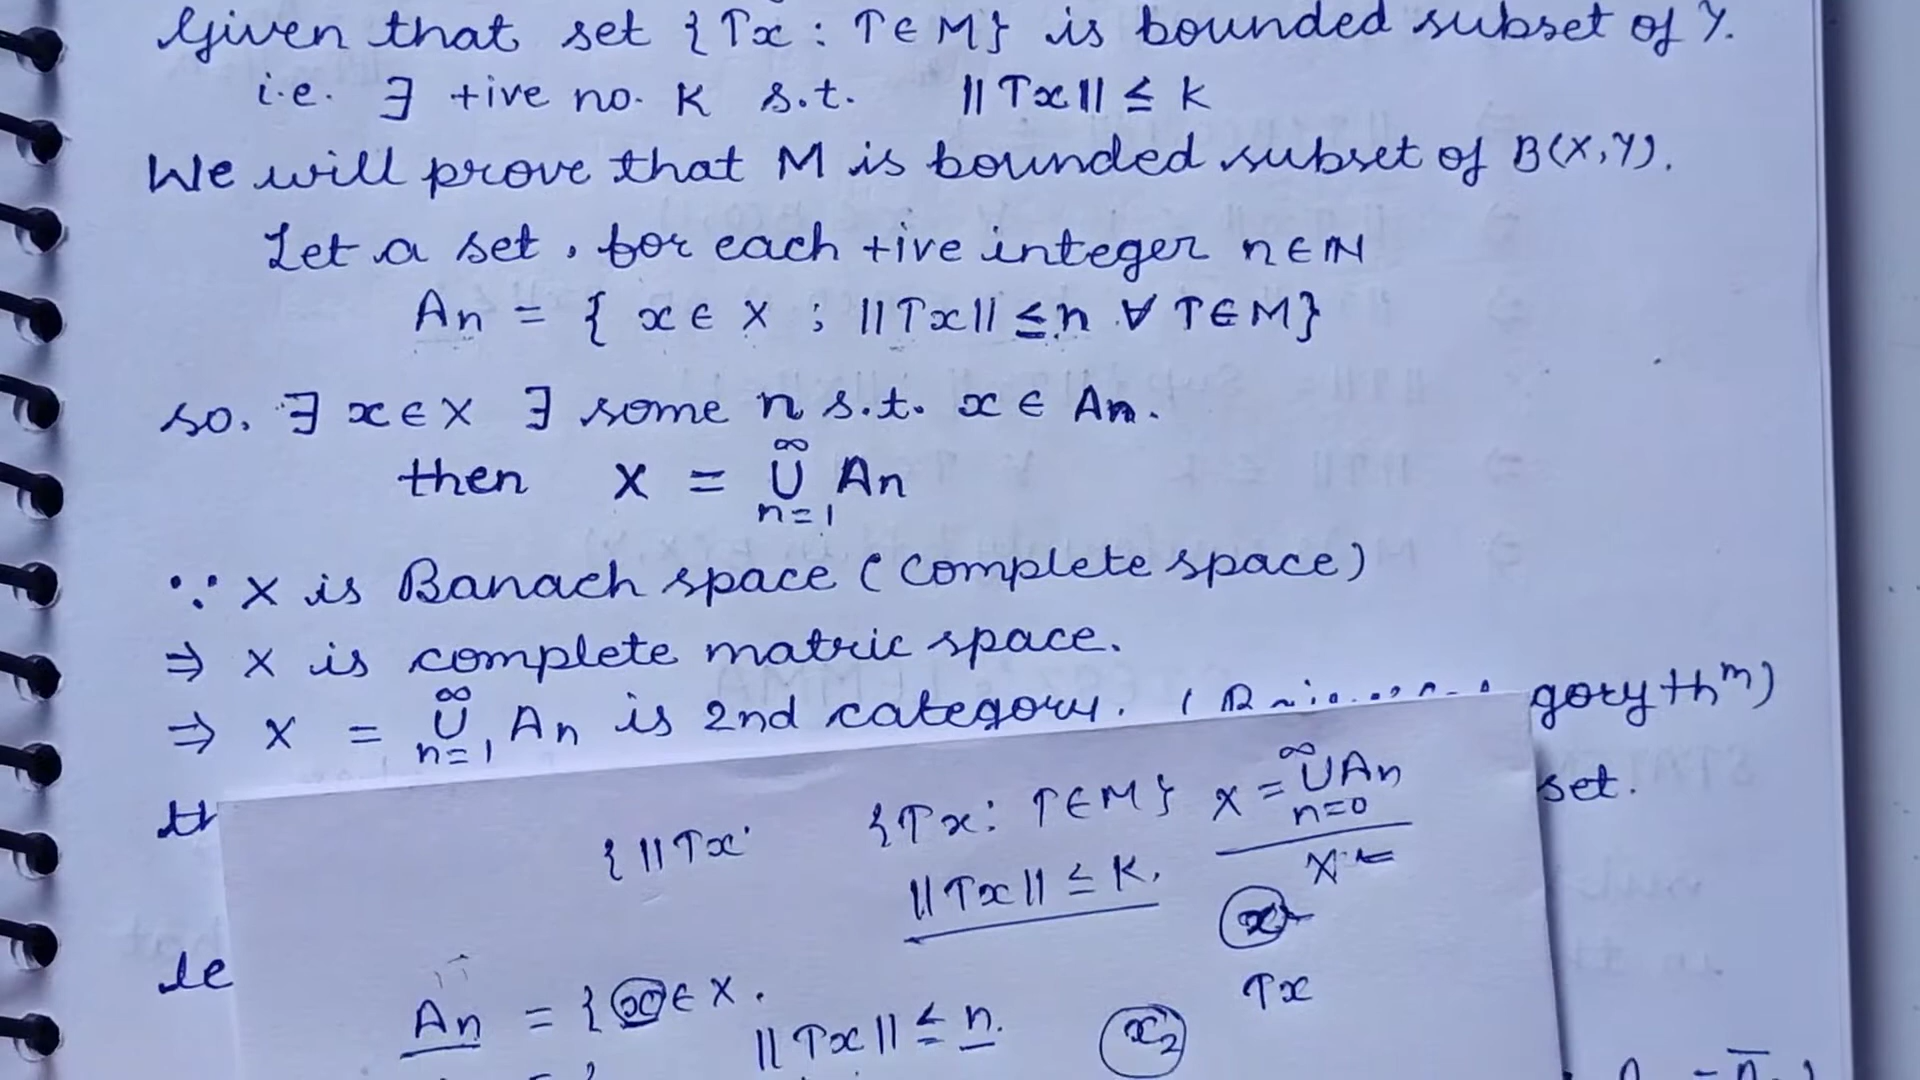 Given that set {Tx : T∈M} is bounded subset of Y.
i.e. ∃ +ive no. K s.t. ||Tx|| ≤ K
We will prove that M is bounded subset of B(X,Y).
Let a set, for each +ive integer n∈ℕ
An = { x∈X ; ||Tx|| ≤ n ∀ T∈M}
so, ∃ x∈X ∃ some n s.t. x∈ An.
then X = ∞∪n=1 An
∵ X is Banach space (Complete space)
⇒ X is complete matric space.
⇒ X = ∞∪n=1 An is 2nd category. ( gory thm)
set.
{Tx: T∈M} X = ∞∪n=0 An
{ ||Tx
||Tx|| ≤ K.
x
Tx
An = { x∈X .
||Tx|| ≤ n.
x2